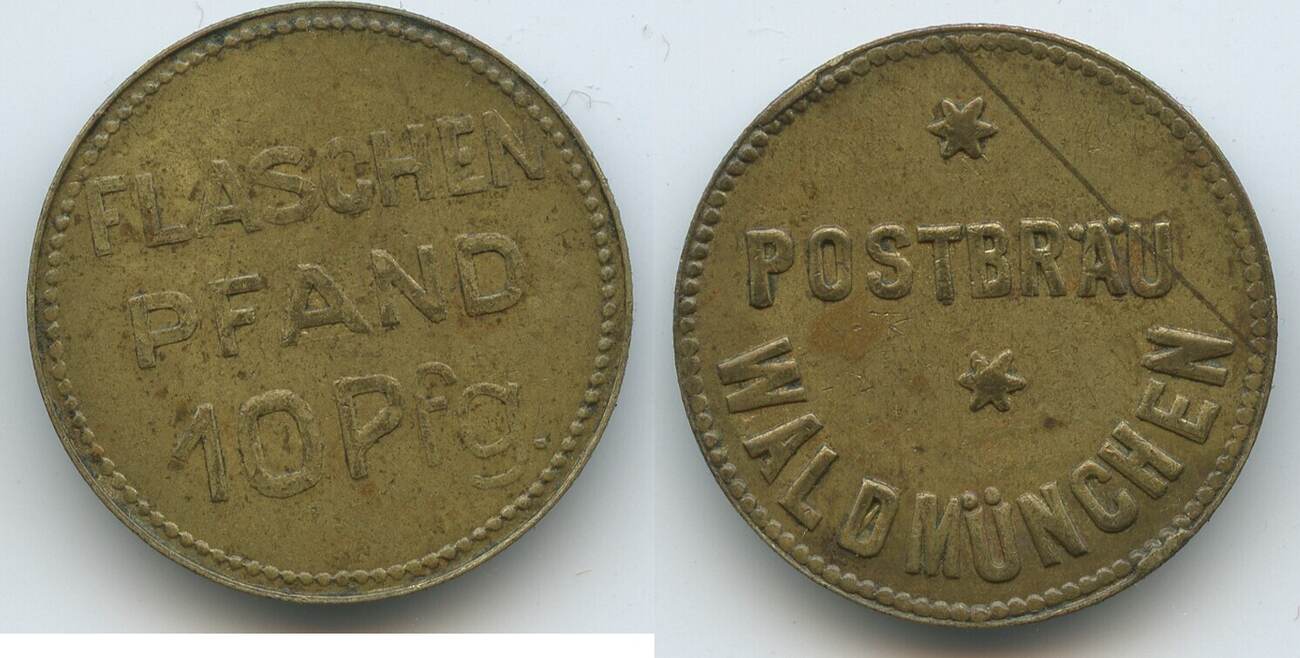 FLASCHEN
PFAND
10 Pfg.
POSTBRÄU
WALDMÜNCHEN